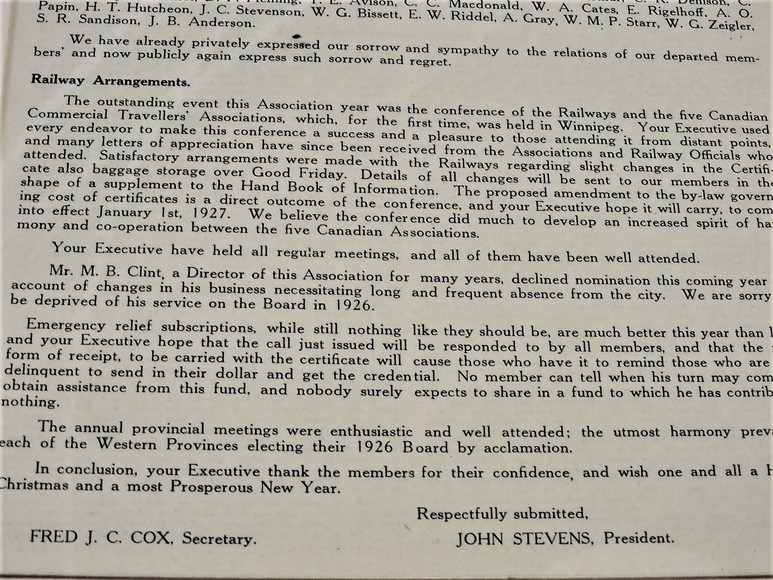 Fleming, T. E. Avison, C. C. Macdonald, W. A. Cates, E. Rigelhoff, A. O.
Papin, H. T. Hutcheon, J. C. Stevenson, W. G. Bissett, E. W. Riddel, A. Gray, W. M. P. Starr, W. G. Zeigler,
S. R. Sandison, J. B. Anderson.
We have already privately expressed our sorrow and sympathy to the relations of our departed mem-
bers' and now publicly again express such sorrow and regret.
Railway Arrangements.
The outstanding event this Association year was the conference of the Railways and the five Canadian
Commercial Travellers' Associations, which, for the first time, was held in Winnipeg. Your Executive used
every endeavor to make this conference a success and a pleasure to those attending it from distant points,
and many letters of appreciation have since been received from the Associations and Railway Officials who
attended. Satisfactory arrangements were made with the Railways regarding slight changes in the Certifi-
cate also baggage storage over Good Friday. Details of all changes will be sent to our members in the
shape of a supplement to the Hand Book of Information. The proposed amendment to the by-law govern
ing cost of certificates is a direct outcome of the conference, and your Executive hope it will carry, to com
into effect January 1st, 1927. We believe the conference did much to develop an increased spirit of ha
mony and co-operation between the five Canadian Associations.
Your Executive have held all regular meetings, and all of them have been well attended.
Mr. M. B. Clint, a Director of this Association for many years, declined nomination this coming year
account of changes in his business necessitating long and frequent absence from the city. We are sorry
be deprived of his service on the Board in 1926.
Emergency relief subscriptions, while still nothing like they should be, are much better this year than l
and your Executive hope that the call just issued will be responded to by all members, and that the
form of receipt, to be carried with the certificate will cause those who have it to remind those who are
delinquent to send in their dollar and get the credential. No member can tell when his turn may com
obtain assistance from this fund, and nobody surely expects to share in a fund to which he has contrib
nothing.
The annual provincial meetings were enthusiastic and well attended; the utmost harmony preva
each of the Western Provinces electing their 1926 Board by acclamation.
In conclusion, your Executive thank the members for their confidence, and wish one and all a H
Christmas and a most Prosperous New Year.
Respectfully submitted,
FRED J. C. COX, Secretary. JOHN STEVENS, President.